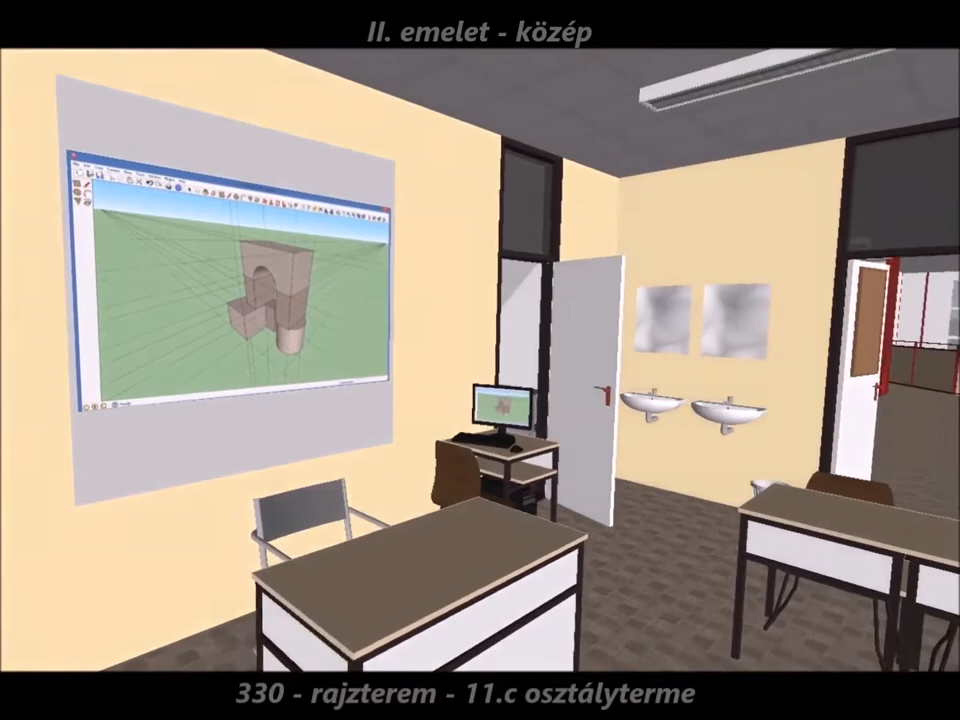 II. emelet - közép
330 - rajzterem - 11.c osztályterme